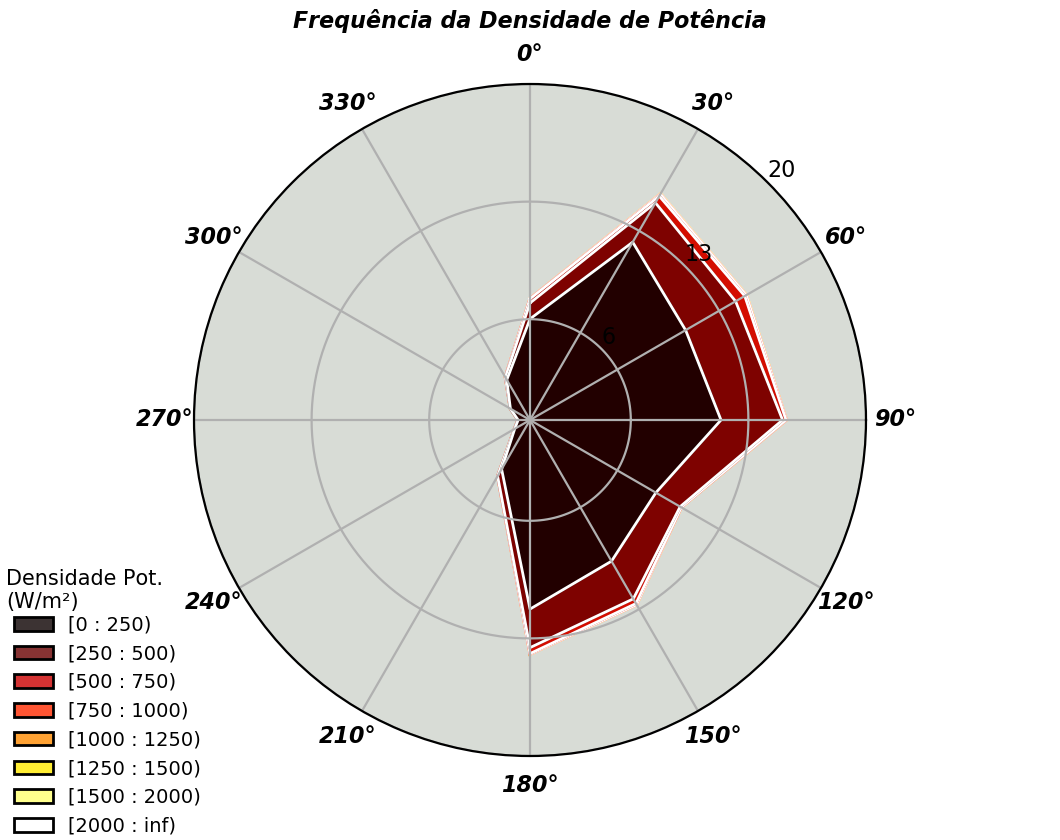 Frequência da Densidade de Potência
0°
330°
30°
20
300°
60°
13
6
270°
90°
240°
120°
210°
150°
180°
Densidade Pot.
(W/m²)
[0 : 250)
[250 : 500)
[500 : 750)
[750 : 1000)
[1000 : 1250)
[1250 : 1500)
[1500 : 2000)
[2000 : inf)